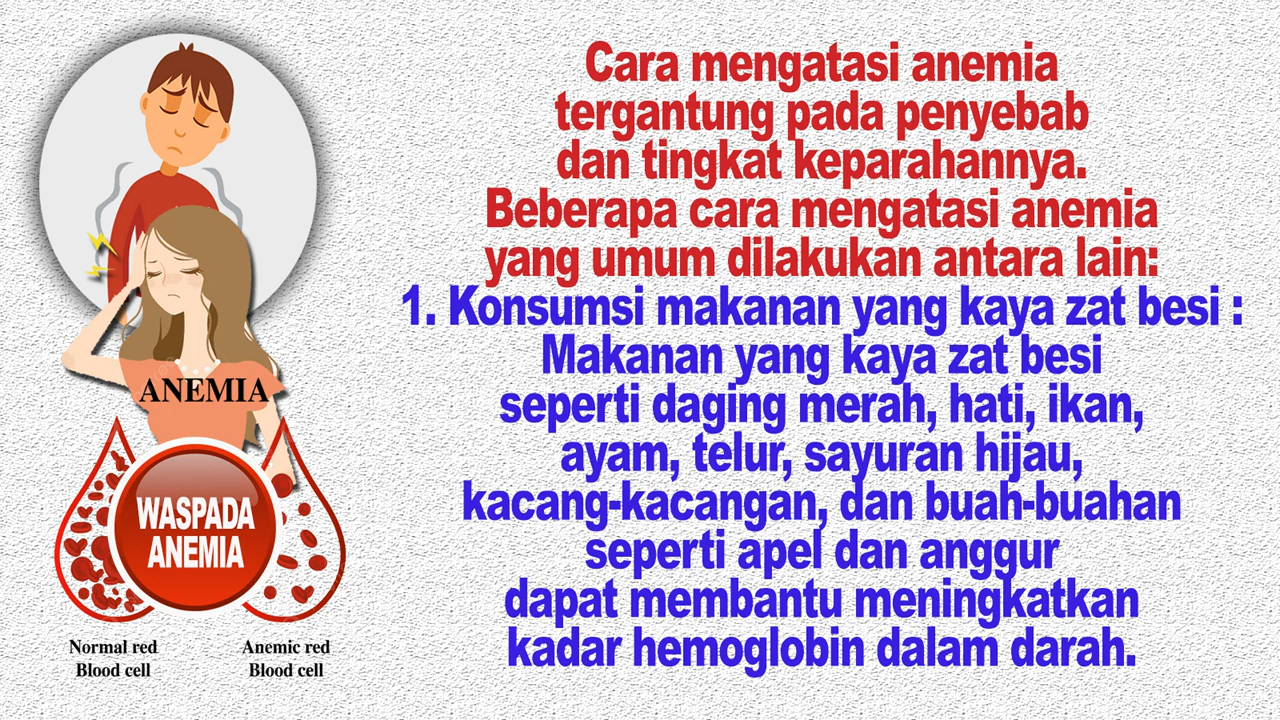 Cara mengatasi anemia
tergantung pada penyebab
dan tingkat keparahannya.
Beberapa cara mengatasi anemia
yang umum dilakukan antara lain:
1. Konsumsi makanan yang kaya zat besi :
Makanan yang kaya zat besi
seperti daging merah, hati, ikan,
ayam, telur, sayuran hijau,
kacang-kacangan, dan buah-buahan
seperti apel dan anggur
dapat membantu meningkatkan
kadar hemoglobin dalam darah.
ANEMIA
WASPADA
ANEMIA
Normal red
Blood cell
Anemic red
Blood cell